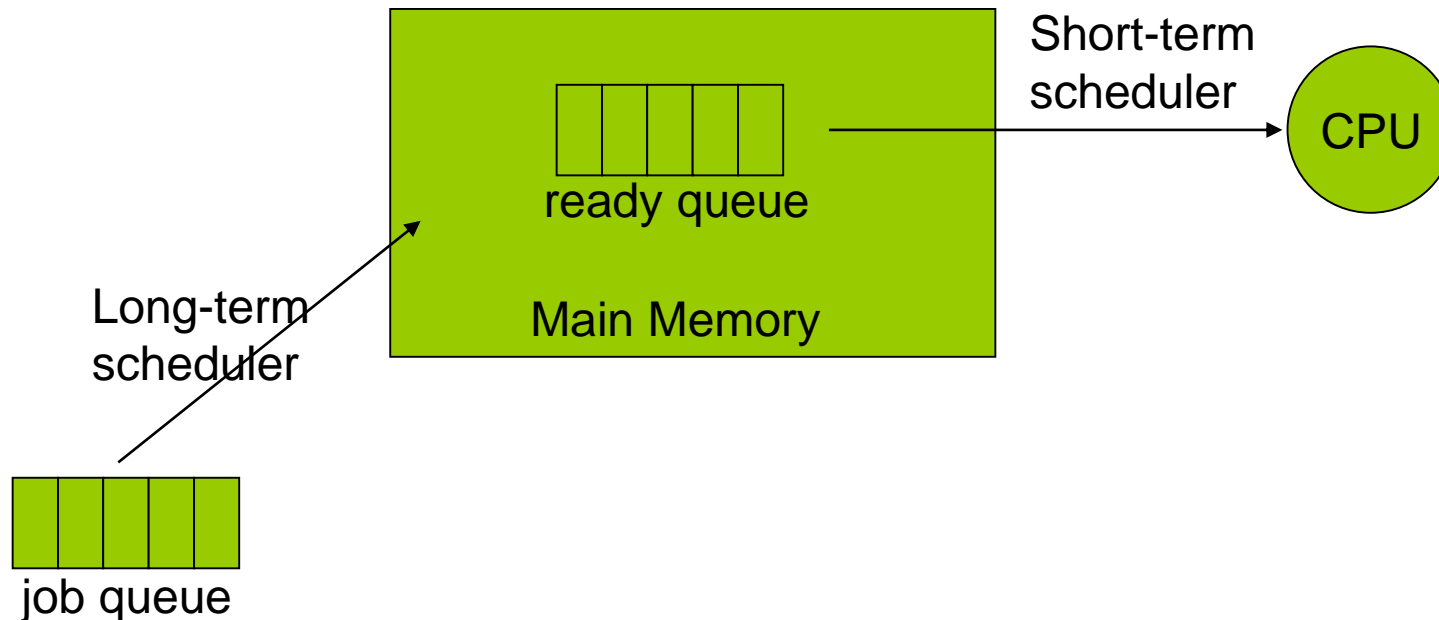 Short-term
scheduler
CPU
ready queue
Long-term
scheduler
Main Memory
job queue